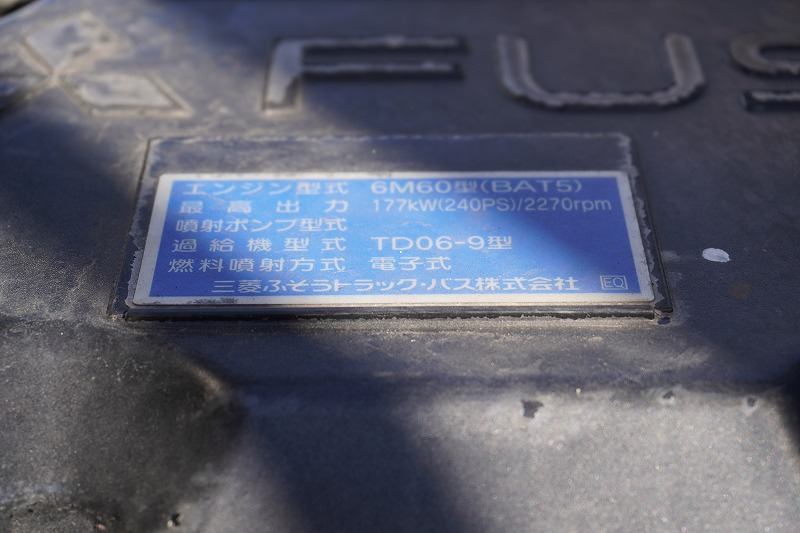 FUS
エンジン型式 6M60型(BAT5)
最高出力 177kW(240PS)/2270rpm
噴射ポンプ型式
過給機型式 TD06-9型
燃料噴射方式 電子式
三菱ふそうトラック・バス株式会社 EO